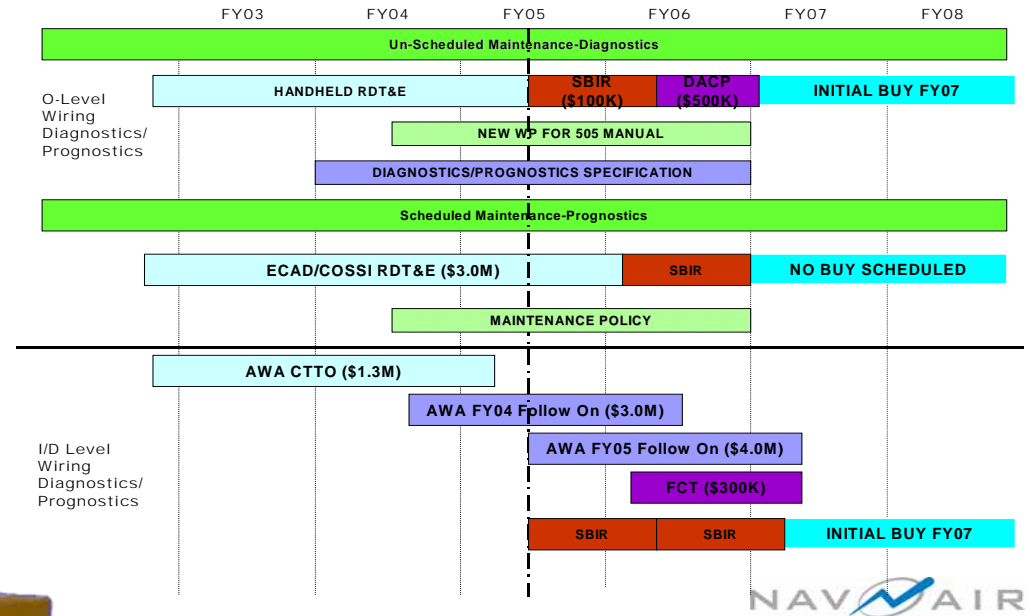 FY03 FY04 FY05 FY06 FY07 FY08
Un-Scheduled Maintenance-Diagnostics
O-Level
Wiring
Diagnostics/
Prognostics
HANDHELD RDT&E
SBIR
($100K)
DACP
($500K)
INITIAL BUY FY07
NEW WP FOR 505 MANUAL
DIAGNOSTICS/PROGNOSTICS SPECIFICATION
Scheduled Maintenance-Prognostics
ECAD/COSSI RDT&E ($3.0M)
SBIR
NO BUY SCHEDULED
MAINTENANCE POLICY
AWA CTTO ($1.3M)
AWA FY04 Follow On ($3.0M)
I/D Level
Wiring
Diagnostics/
Prognostics
AWA FY05 Follow On ($4.0M)
FCT ($300K)
SBIR
SBIR
INITIAL BUY FY07
NAVAIR